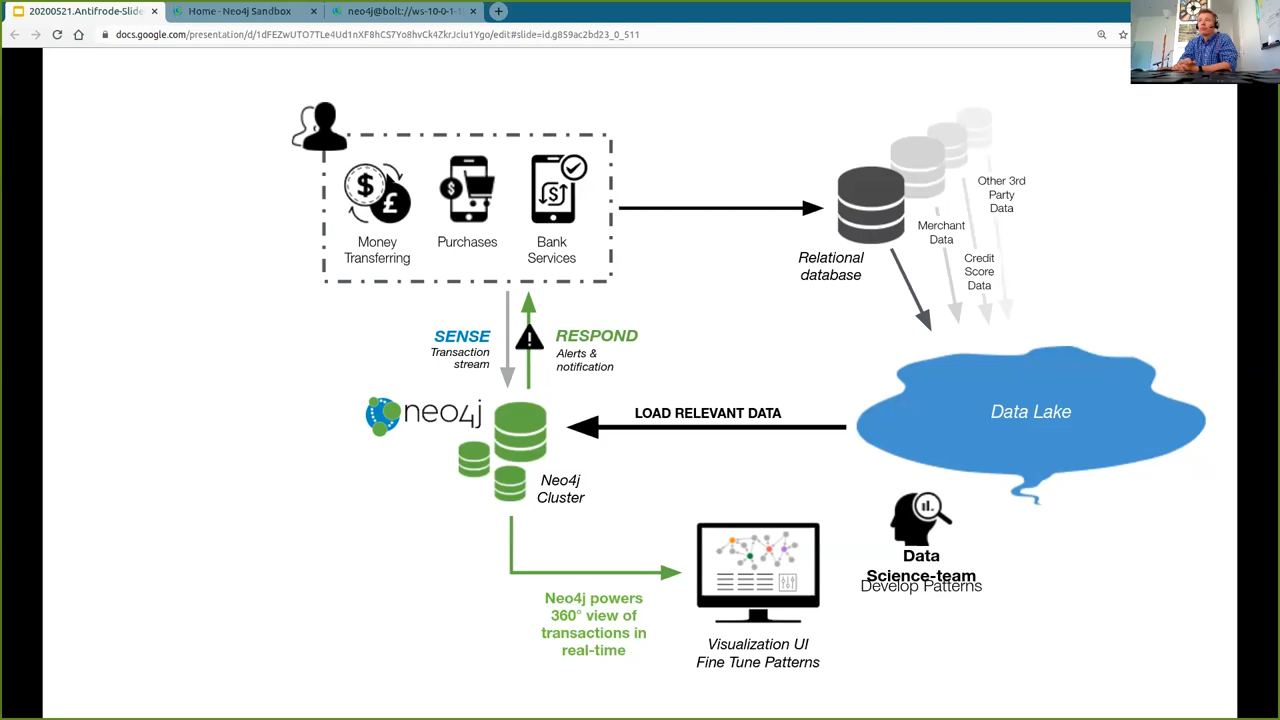 20200521.Antifrode-Slide
Home - Neo4j Sandbox
neo4j@bolt://ws-10-0-1-1
docs.google.com/presentation/d/1dFEZwUTO7TLe4Ud1nXF8hCS7Yo8hvCk4ZkrJclu1Ygo/edit#slide=id.g859ac2bd23_0_511
Money
Transferring
Purchases
Bank
Services
Relational
database
Merchant
Data
Credit
Score
Data
Other 3rd
Party
Data
SENSE
Transaction
stream
RESPOND
Alerts &
notification
neo4j
Neo4j
Cluster
LOAD RELEVANT DATA
Data Lake
Data
Science-team
Develop Patterns
Neo4j powers
360° view of
transactions in
real-time
Visualization UI
Fine Tune Patterns